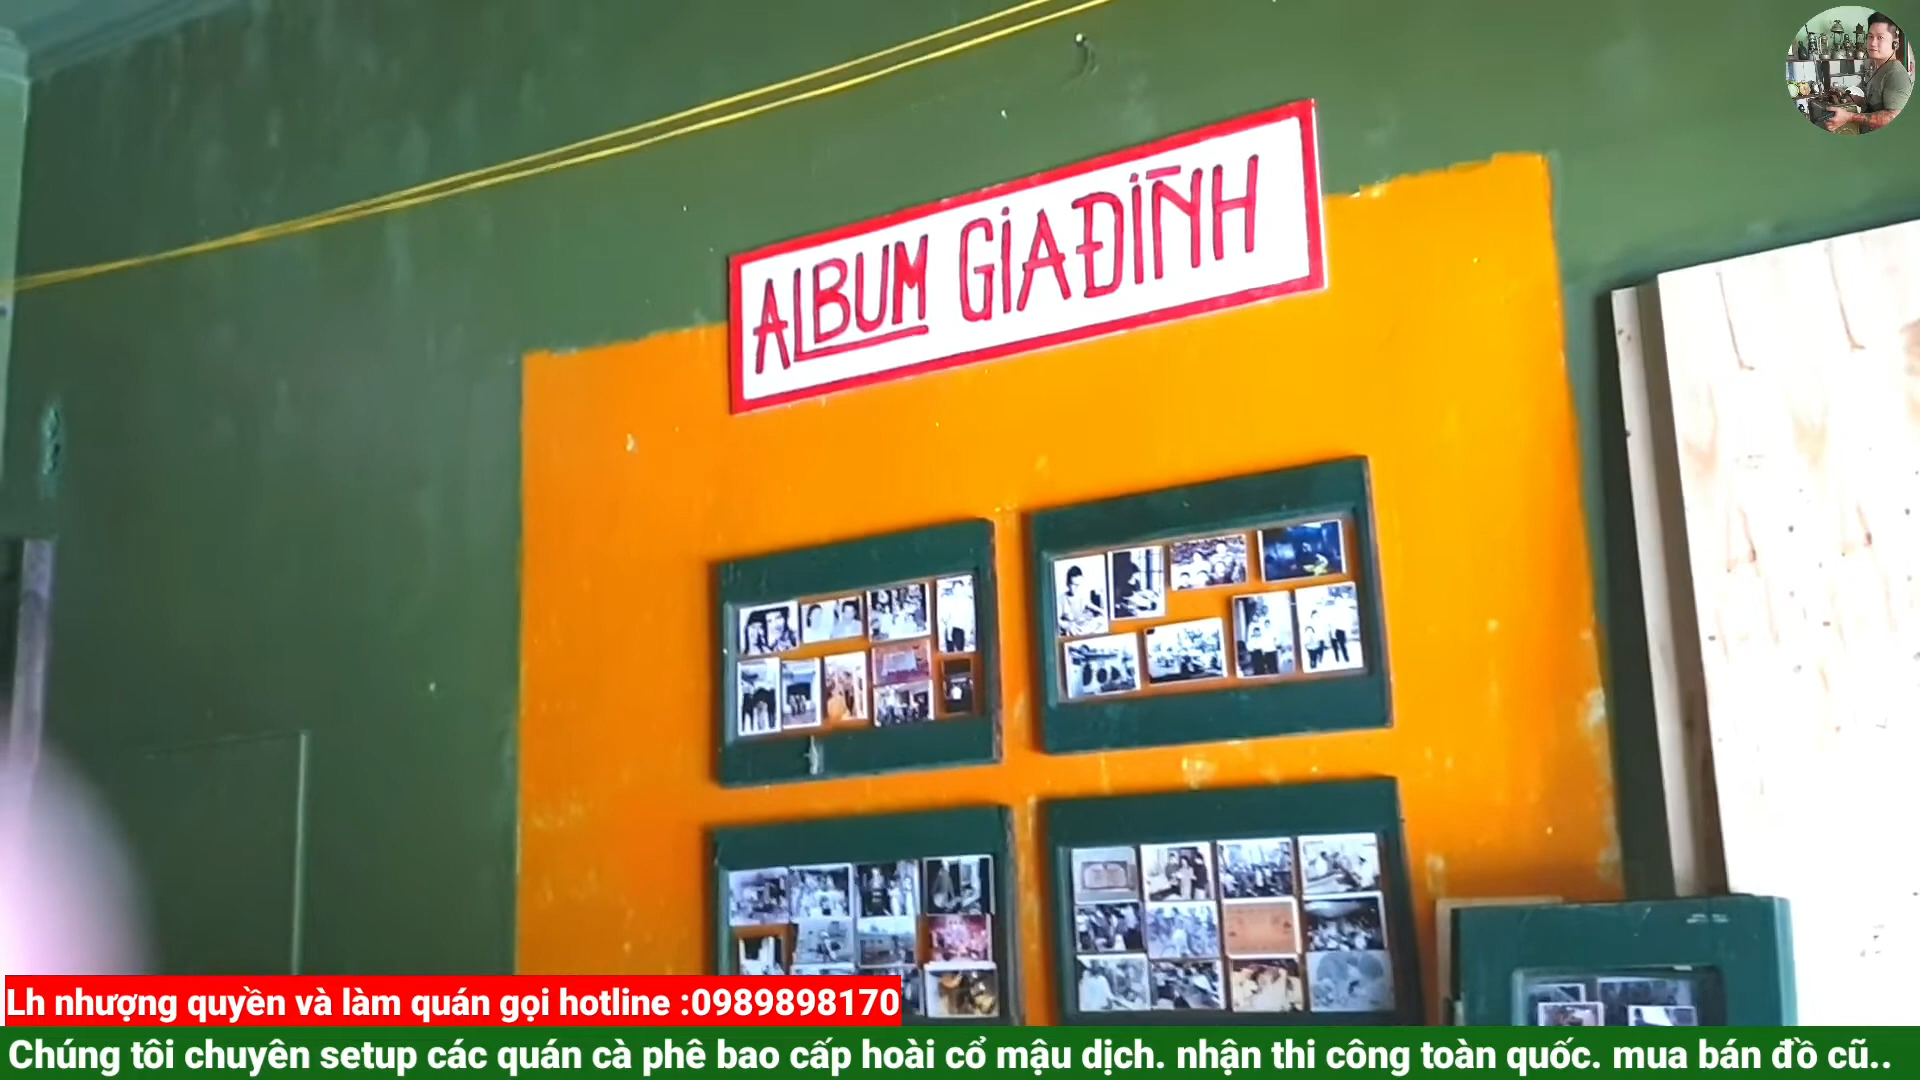 ALBUM GIA ĐÌNH
Lh nhượng quyền và làm quán gọi hotline :0989898170
Chúng tôi chuyên setup các quán cà phê bao cấp hoài cổ mậu dịch. nhận thi công toàn quốc. mua bán đồ cũ..